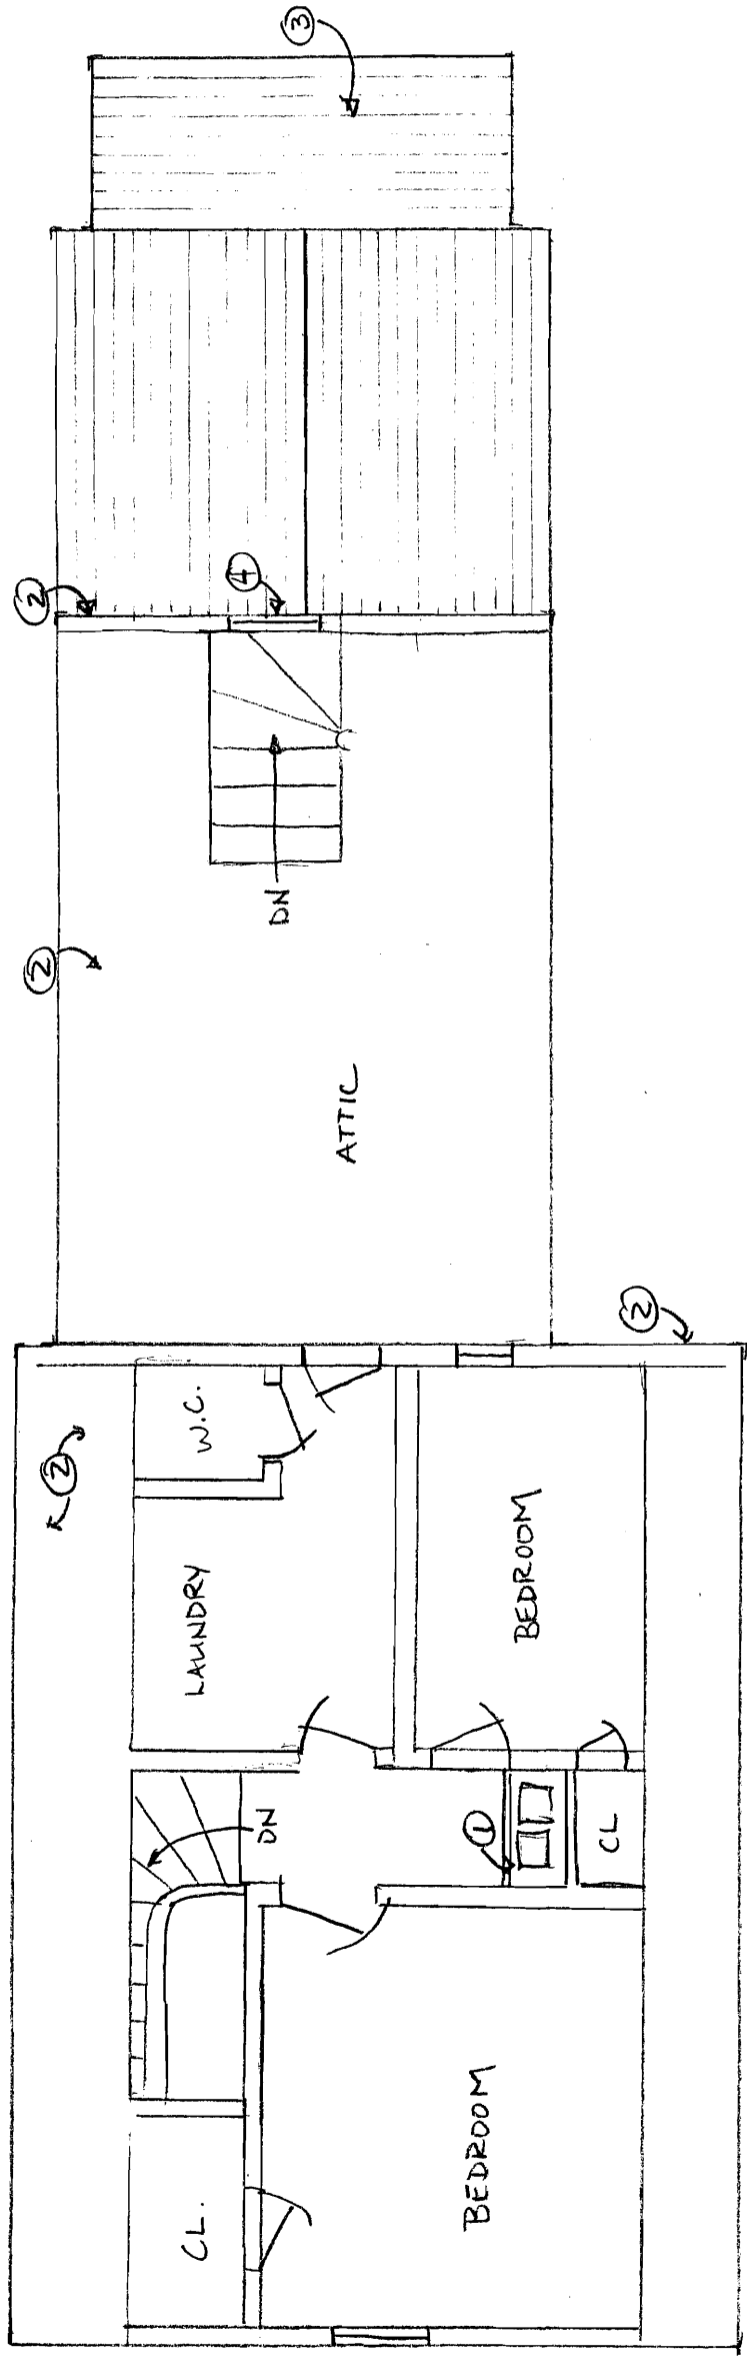 ③
②
④
DN
②
ATTIC
②
②
W.C.
LAUNDRY
BEDROOM
DN
①
CL
BEDROOM
CL.